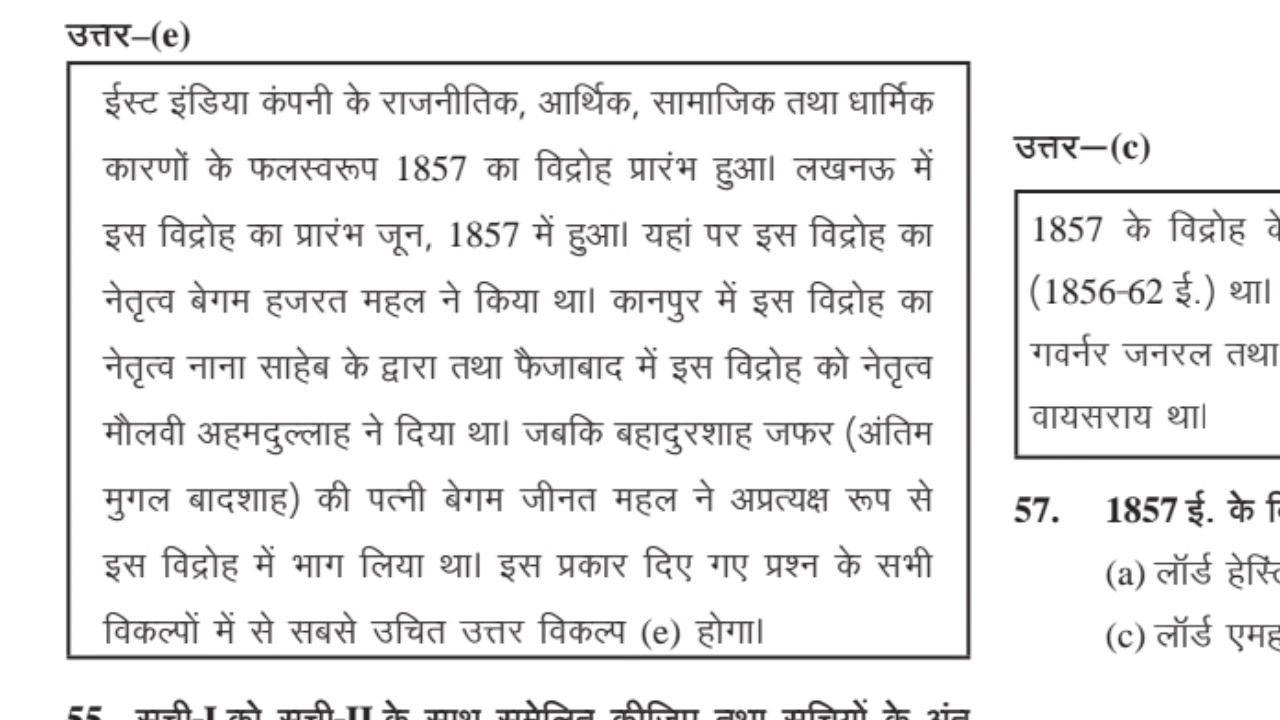 उत्तर–(e)
ईस्ट इंडिया कंपनी के राजनीतिक, आर्थिक, सामाजिक तथा धार्मिक
कारणों के फलस्वरूप 1857 का विद्रोह प्रारंभ हुआ। लखनऊ में
इस विद्रोह का प्रारंभ जून, 1857 में हुआ। यहां पर इस विद्रोह का
नेतृत्व बेगम हजरत महल ने किया था। कानपुर में इस विद्रोह का
नेतृत्व नाना साहेब के द्वारा तथा फैजाबाद में इस विद्रोह को नेतृत्व
मौलवी अहमदुल्लाह ने दिया था। जबकि बहादुरशाह जफर (अंतिम
मुगल बादशाह) की पत्नी बेगम जीनत महल ने अप्रत्यक्ष रूप से
इस विद्रोह में भाग लिया था। इस प्रकार दिए गए प्रश्न के सभी
विकल्पों में से सबसे उचित उत्तर विकल्प (e) होगा।
55. सूची-I को सूची-II के साथ सुमेलित कीजिए तथा सूचियों के अंत
उत्तर—(c)
1857 के विद्रोह
(1856-62 ई.) था।
गवर्नर जनरल तथा
वायसराय था।
57. 1857 ई. के
(a) लॉर्ड
(c) लॉर्ड